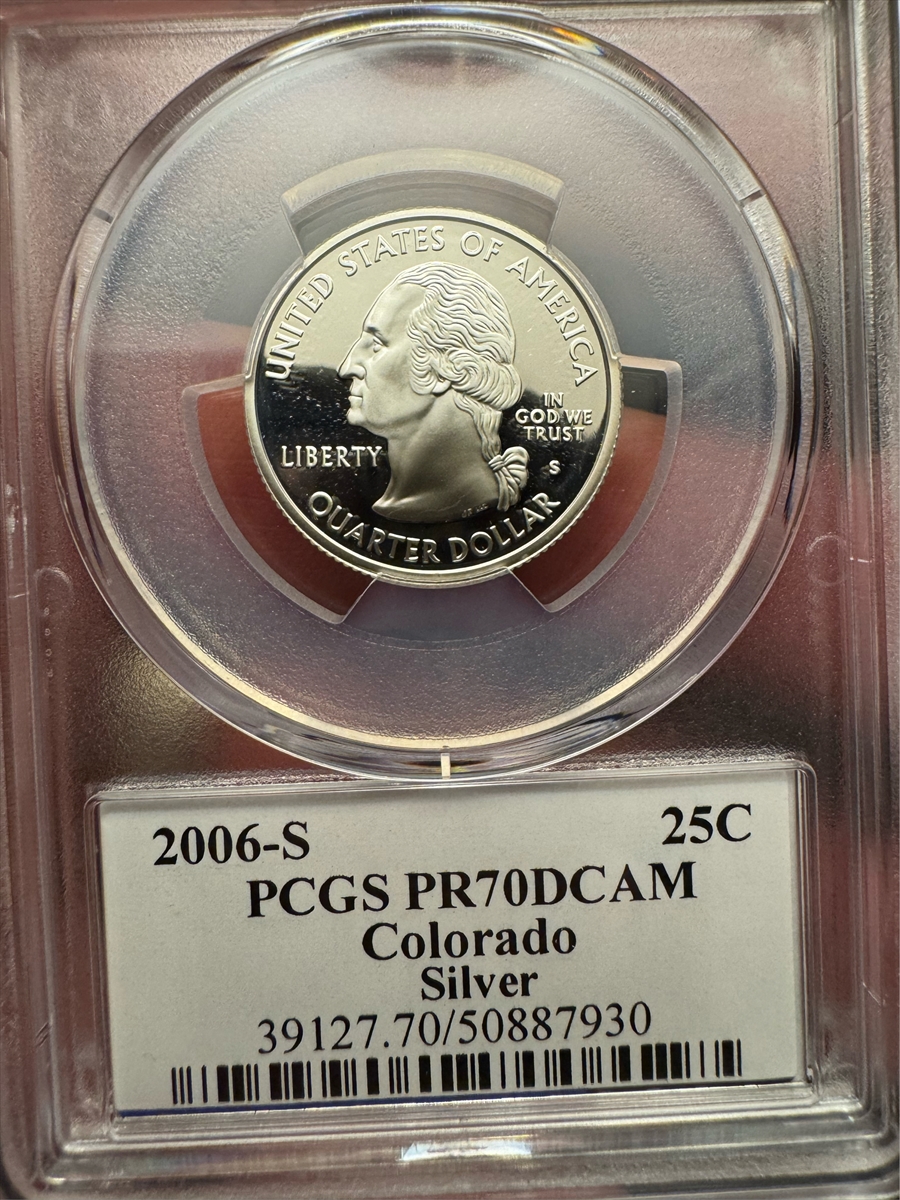 UNITED STATES OF AMERICA
IN
GOD WE
TRUST
LIBERTY
S
QUARTER DOLLAR
2006-S
25C
PCGS PR70DCAM
Colorado
Silver
39127.70/50887930